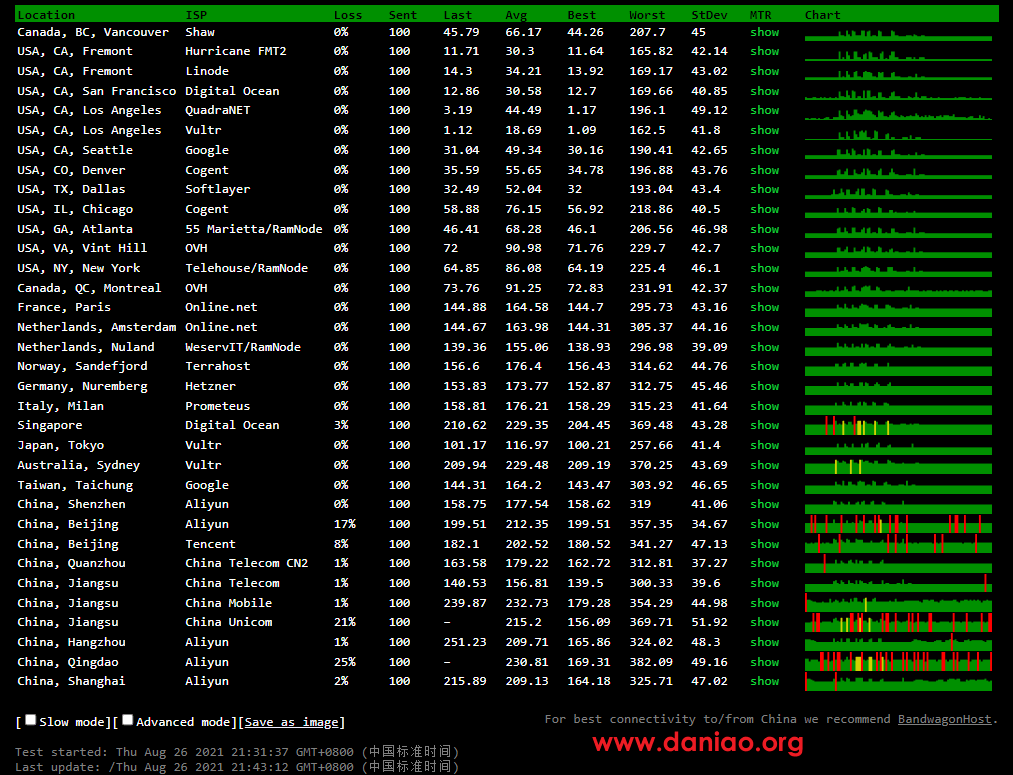 Location ISP Loss Sent Last Avg Best Worst StDev MTR Chart
Canada, BC, Vancouver Shaw 0% 100 45.79 66.17 44.26 207.7 45 show
USA, CA, Fremont Hurricane FMT2 0% 100 11.71 30.3 11.64 165.82 42.14 show
USA, CA, Fremont Linode 0% 100 14.3 34.21 13.92 169.17 43.02 show
USA, CA, San Francisco Digital Ocean 0% 100 12.86 30.58 12.7 169.66 40.85 show
USA, CA, Los Angeles QuadraNET 0% 100 3.19 44.49 1.17 196.1 49.12 show
USA, CA, Los Angeles Vultr 0% 100 1.12 18.69 1.09 162.5 41.8 show
USA, CA, Seattle Google 0% 100 31.04 49.34 30.16 190.41 42.65 show
USA, CO, Denver Cogent 0% 100 35.59 55.65 34.78 196.88 43.76 show
USA, TX, Dallas Softlayer 0% 100 32.49 52.04 32 193.04 43.4 show
USA, IL, Chicago Cogent 0% 100 58.88 76.15 56.92 218.86 40.5 show
USA, GA, Atlanta 55 Marietta/RamNode 0% 100 46.41 68.28 46.1 206.56 46.98 show
USA, VA, Vint Hill OVH 0% 100 72 90.98 71.76 229.7 42.7 show
USA, NY, New York Telehouse/RamNode 0% 100 64.85 86.08 64.19 225.4 46.1 show
Canada, QC, Montreal OVH 0% 100 73.76 91.25 72.83 231.91 42.37 show
France, Paris Online.net 0% 100 144.88 164.58 144.7 295.73 43.16 show
Netherlands, Amsterdam Online.net 0% 100 144.67 163.98 144.31 305.37 44.16 show
Netherlands, Nuland WeservIT/RamNode 0% 100 139.36 155.06 138.93 296.98 39.09 show
Norway, Sandefjord Terrahost 0% 100 156.6 176.4 156.43 314.62 44.76 show
Germany, Nuremberg Hetzner 0% 100 153.83 173.77 152.87 312.75 45.46 show
Italy, Milan Prometeus 0% 100 158.81 176.21 158.29 315.23 41.64 show
Singapore Digital Ocean 3% 100 210.62 229.35 204.45 369.48 43.28 show
Japan, Tokyo Vultr 0% 100 101.17 116.97 100.21 257.66 41.4 show
Australia, Sydney Vultr 0% 100 209.94 229.48 209.19 370.25 43.69 show
Taiwan, Taichung Google 0% 100 144.31 164.2 143.47 303.92 46.65 show
China, Shenzhen Aliyun 0% 100 158.75 177.54 158.62 319 41.06 show
China, Beijing Aliyun 17% 100 199.51 212.35 199.51 357.35 34.67 show
China, Beijing Tencent 8% 100 182.1 202.52 180.52 341.27 47.13 show
China, Quanzhou China Telecom CN2 1% 100 163.58 179.22 162.72 312.81 37.27 show
China, Jiangsu China Telecom 1% 100 140.53 156.81 139.5 300.33 39.6 show
China, Jiangsu China Mobile 1% 100 239.87 232.73 179.28 354.29 44.98 show
China, Jiangsu China Unicom 21% 100 – 215.2 156.09 369.71 51.92 show
China, Hangzhou Aliyun 1% 100 251.23 209.71 165.86 324.02 48.3 show
China, Qingdao Aliyun 25% 100 – 230.81 169.31 382.09 49.16 show
China, Shanghai Aliyun 2% 100 215.89 209.13 164.18 325.71 47.02 show
[Slow mode][Advanced mode][Save as image]
For best connectivity to/from China we recommend BandwagonHost.
www.daniao.org
Test started: Thu Aug 26 2021 21:31:37 GMT+0800 (中国标准时间)
Last update: /Thu Aug 26 2021 21:43:12 GMT+0800 (中国标准时间)